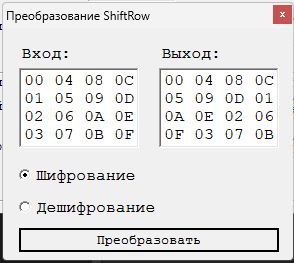 Преобразование ShiftRow
x
Вход: Выход:
00 04 08 0C 00 04 08 0C
01 05 09 0D 05 09 0D 01
02 06 0A 0E 0A 0E 02 06
03 07 0B 0F 0F 03 07 0B
Шифрование
Дешифрование
Преобразовать